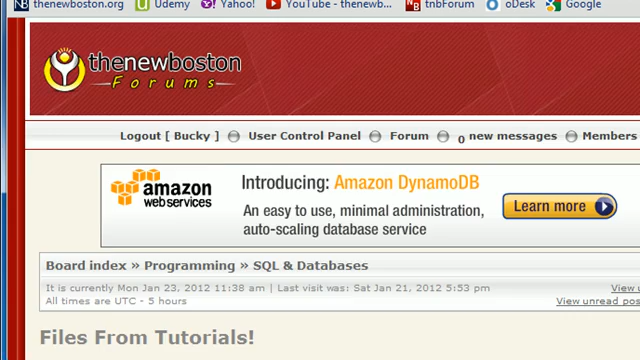 thenewboston.org Udemy Yahoo! YouTube - thenewb... tnbForum oDesk Google
thenewboston
Forums
Logout [ Bucky ] User Control Panel Forum 0 new messages Members
amazon
webservices
Introducing: Amazon DynamoDB
An easy to use, minimal administration,
auto-scaling database service
Learn more
Board index » Programming » SQL & Databases
It is currently Mon Jan 23, 2012 11:38 am | Last visit was: Sat Jan 21, 2012 5:53 pm
View
All times are UTC - 5 hours
View unread pos
Files From Tutorials!